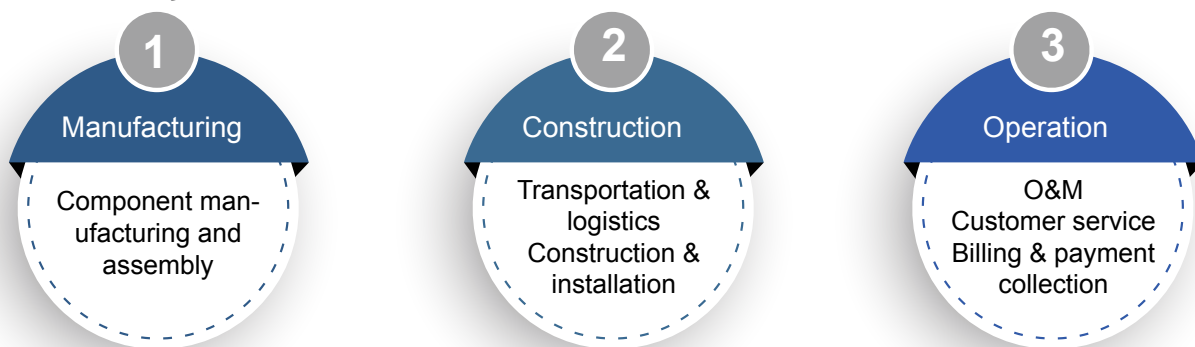 1
Manufacturing
Component man-
ufacturing and
assembly
2
Construction
Transportation &
logistics
Construction &
installation
3
Operation
O&M
Customer service
Billing & payment
collection